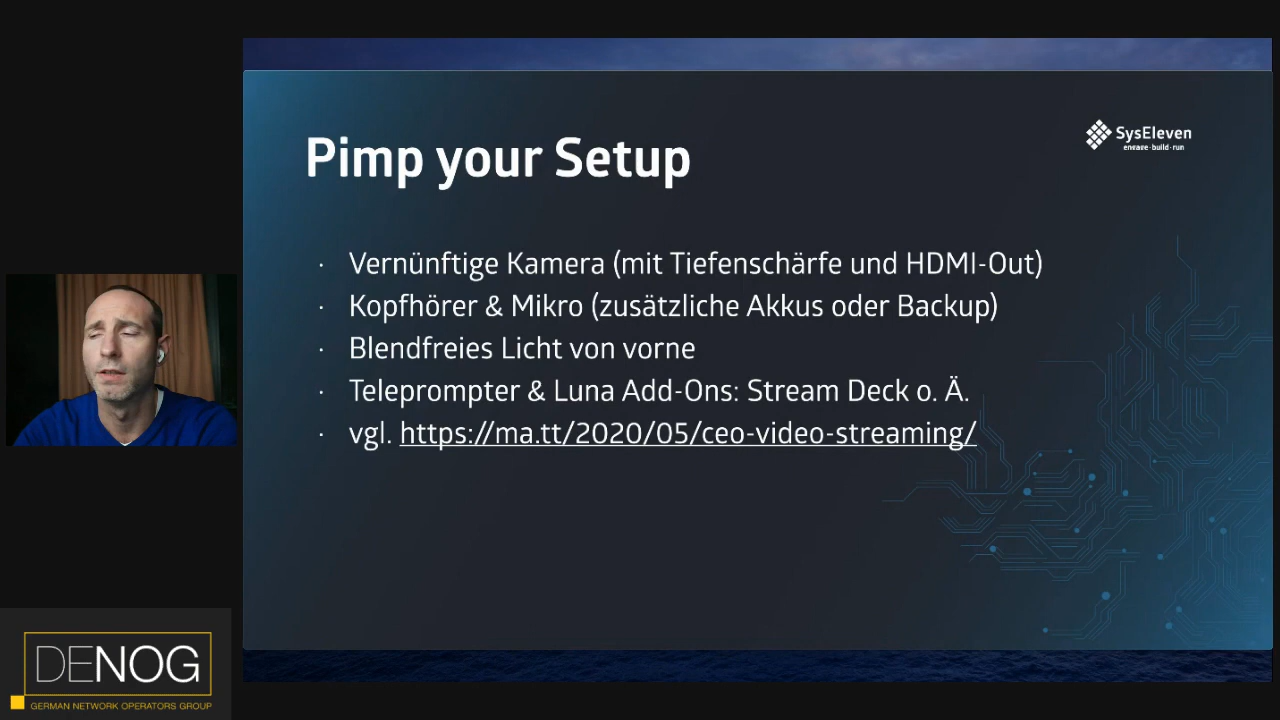 Pimp your Setup
SysEleven
engage·build·run
· Vernünftige Kamera (mit Tiefenschärfe und HDMI-Out)
· Kopfhörer & Mikro (zusätzliche Akkus oder Backup)
· Blendfreies Licht von vorne
· Teleprompter & Luna Add-Ons: Stream Deck o. Ä.
· vgl. https://ma.tt/2020/05/ceo-video-streaming/
DENOG
GERMAN NETWORK OPERATORS GROUP